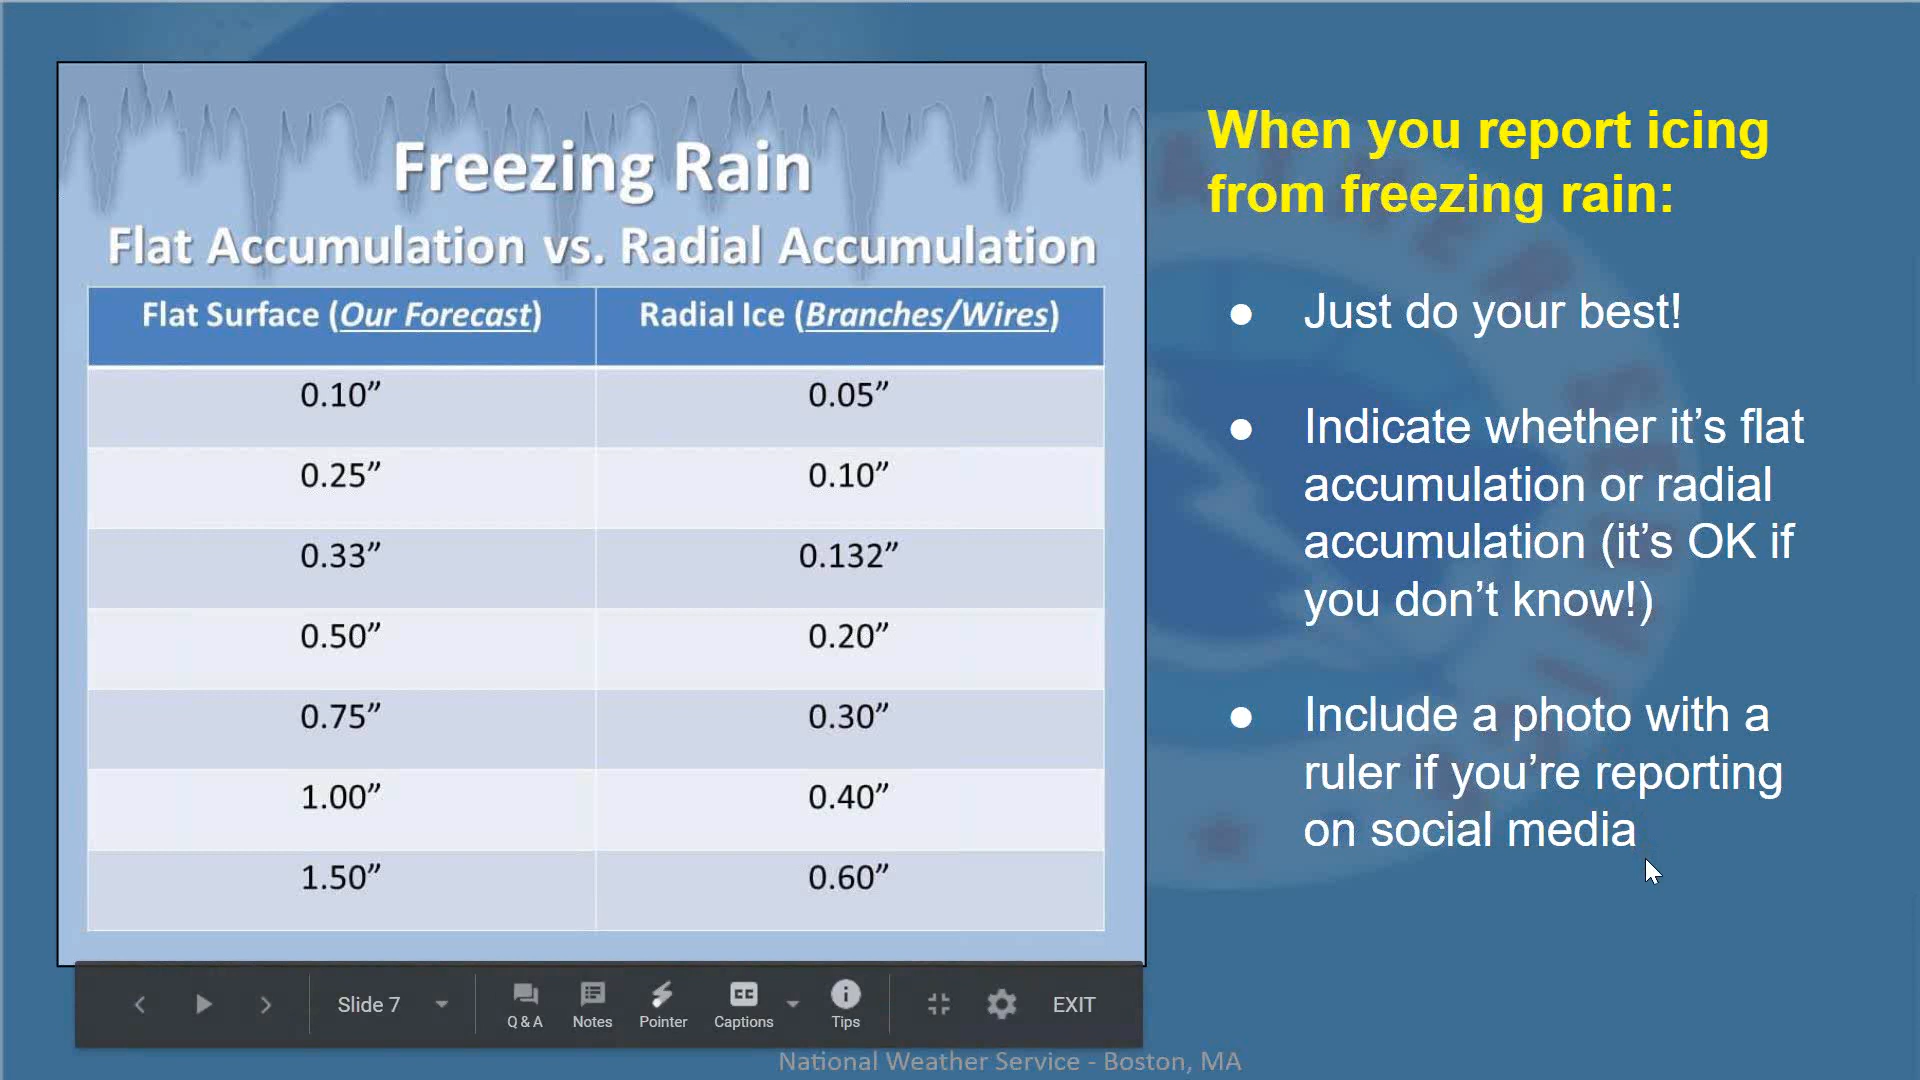 Freezing Rain
Flat Accumulation vs. Radial Accumulation
Flat Surface (Our Forecast) Radial Ice (Branches/Wires)
0.10” 0.05”
0.25” 0.10”
0.33” 0.132”
0.50” 0.20”
0.75” 0.30”
1.00” 0.40”
1.50” 0.60”
When you report icing
from freezing rain:
● Just do your best!
● Indicate whether it’s flat
accumulation or radial
accumulation (it’s OK if
you don’t know!)
● Include a photo with a
ruler if you’re reporting
on social media
Slide 7 Q & A Notes Pointer Captions Tips EXIT
National Weather Service - Boston, MA